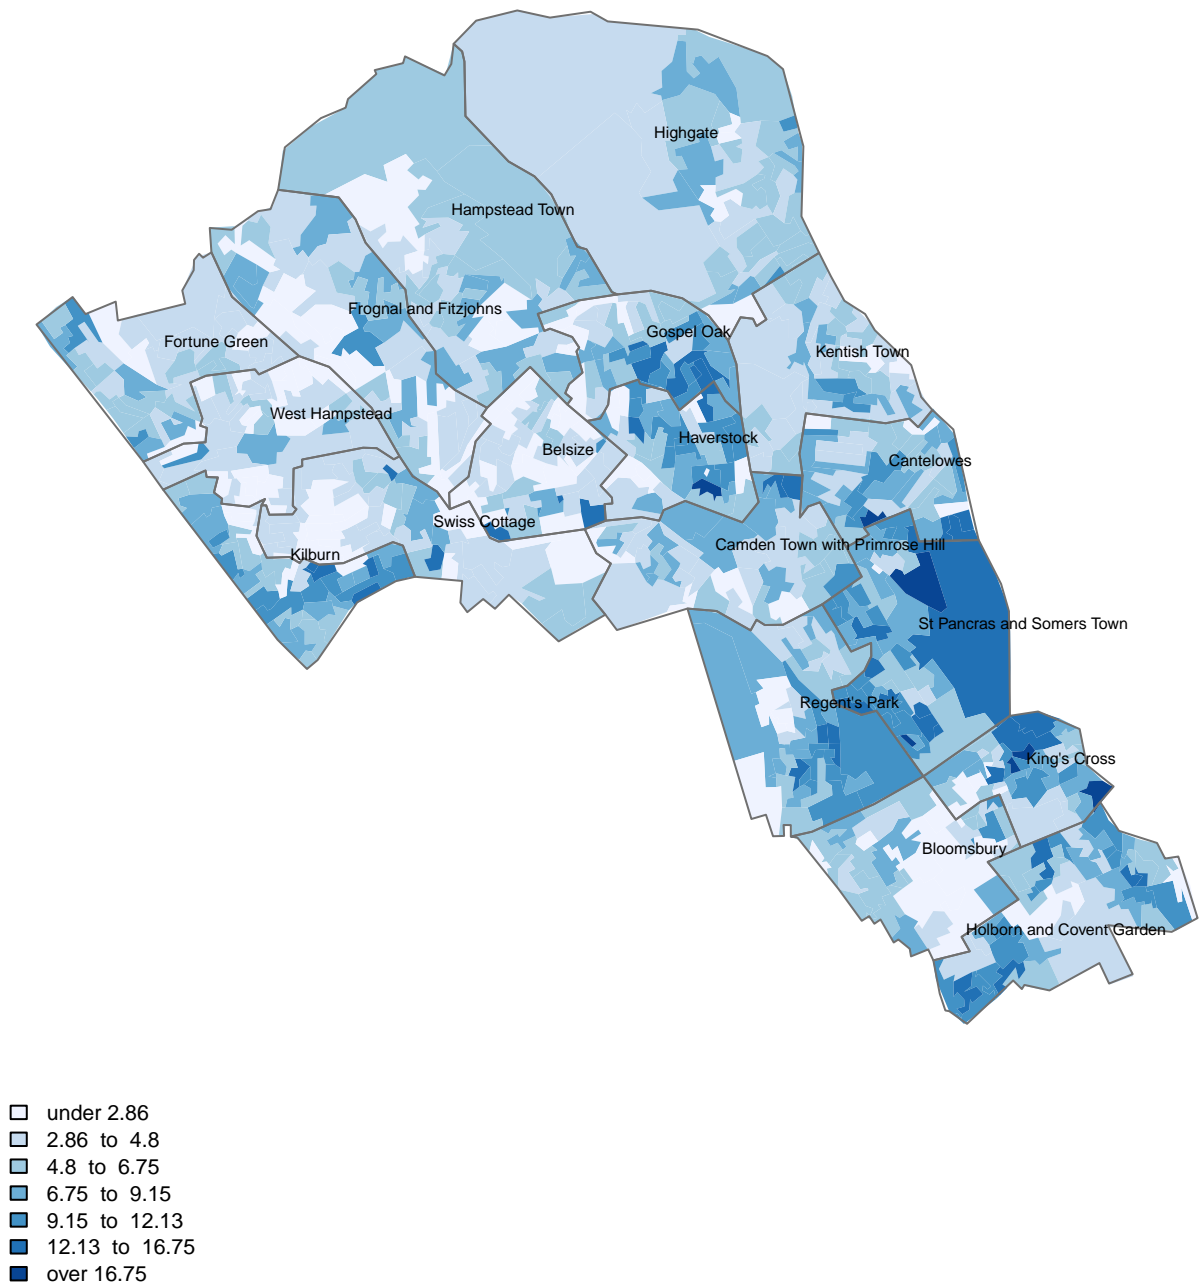 Highgate
Hampstead Town
Frognal and Fitzjohns
Gospel Oak
Fortune Green
Kentish Town
West Hampstead
Haverstock
Belsize
Cantelowes
Swiss Cottage
Camden Town with Primrose Hill
Kilburn
St Pancras and Somers Town
Regent's Park
King's Cross
Bloomsbury
Holborn and Covent Garden
under 2.86
2.86 to 4.8
4.8 to 6.75
6.75 to 9.15
9.15 to 12.13
12.13 to 16.75
over 16.75